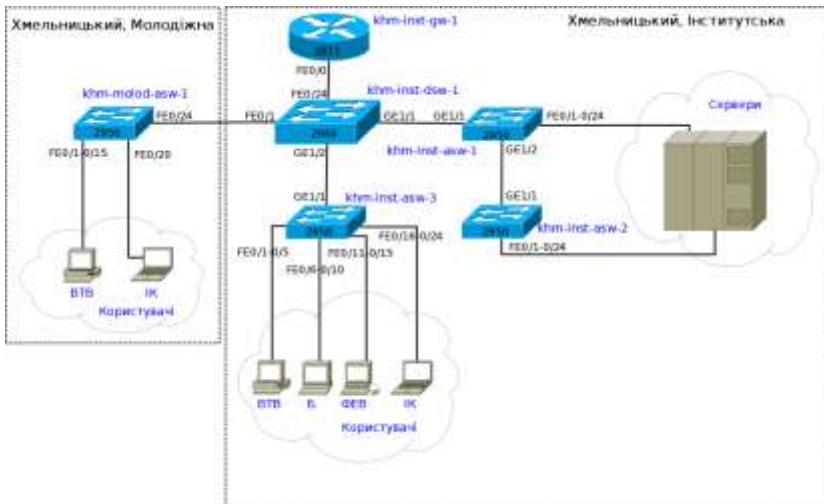 Хмельницький, Молодіжна
khm-molod-asw-1
2950
FE0/24
FE0/1-0/15
FE0/20
ВТВ
ІК
Користувачі
Хмельницький, Інститутська
khm-inst-gw-1
2811
FE0/0
FE0/24
khm-inst-dsw-1
FE0/1
2960
GE1/1
GE1/1
2950
khm-inst-asw-1
FE0/1-0/24
Сервери
GE1/2
GE1/2
GE1/1
khm-inst-asw-3
2950
GE1/1
2950
khm-inst-asw-2
FE0/1-0/24
FE0/1-0/5
FE0/6-0/10
FE0/11-0/15
FE0/16-0/24
ВТВ
Б
ФЕВ
ІК
Користувачі